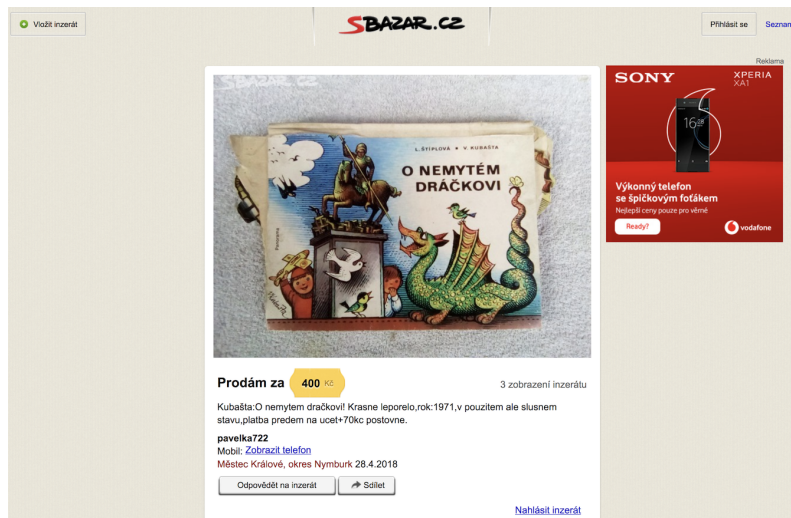 Vložit inzerát
SBAZAR.CZ
Přihlásit se
Seznam
Reklama
SBAZAR.CZ
L. ŠTÍPLOVÁ ★ V. KUBAŠTA
O NEMYTÉM
DRÁČKOVI
Panorama
SONY
XPERIA
XA1
Výkonný telefon
se špičkovým foťákem
Nejlepší ceny pouze pro věrné
Ready?
vodafone
Prodám za 400 Kč
3 zobrazení inzerátu
Kubašta:O nemytem dračkovi! Krasne leporelo,rok:1971,v pouzitem ale slusnem
stavu,platba predem na ucet+70kc postovne.
pavelka722
Mobil: Zobrazit telefon
Městec Králové, okres Nymburk 28.4.2018
Odpovědět na inzerát
Sdílet
Nahlásit inzerát